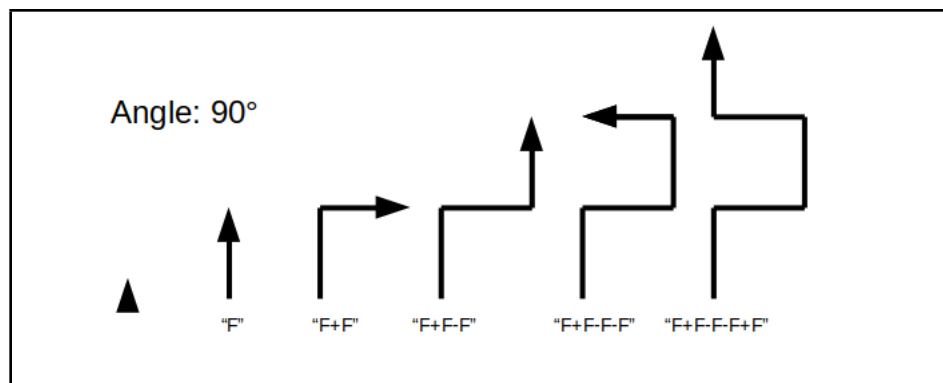 Angle: 90°
“F”
“F+F”
“F+F-F”
“F+F-F-F”
“F+F-F-F+F”